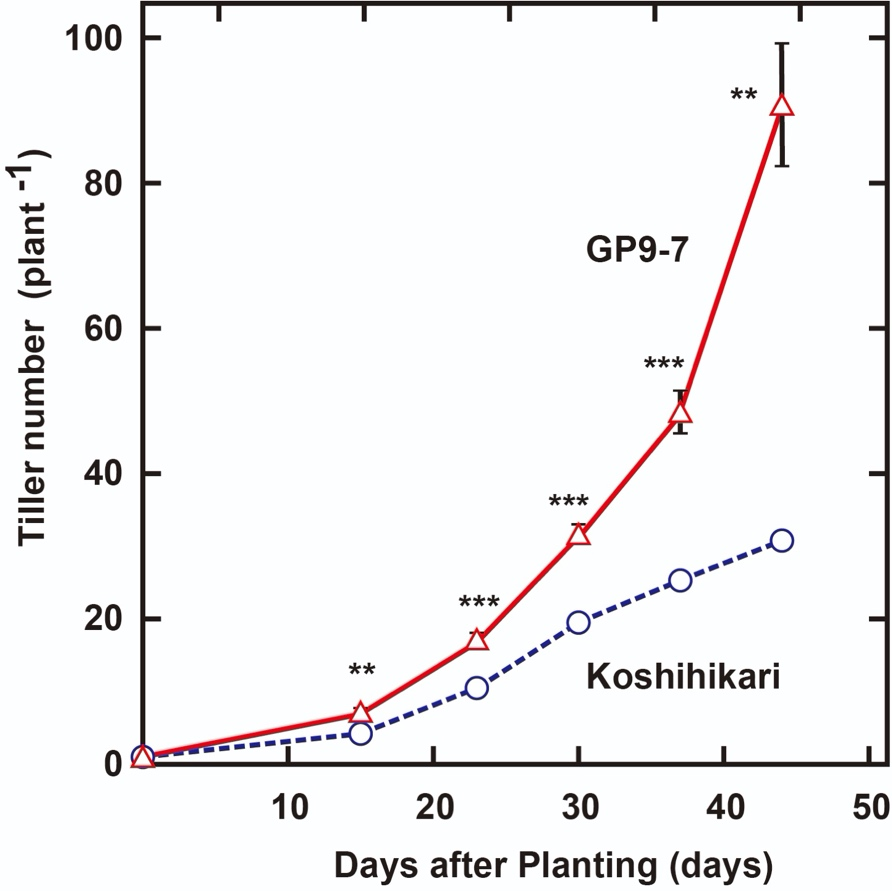 100
80
60
40
20
0
Tiller number (plant -1)
**
GP9-7
***
***
***
**
Koshihikari
10 20 30 40 50
Days after Planting (days)